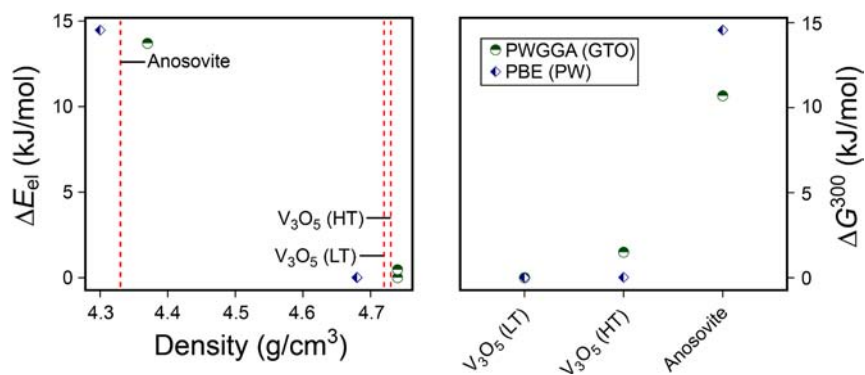 15
10
5
0
ΔE_el (kJ/mol)
Anosovite
V₃O₅ (HT)
V₃O₅ (LT)
4.3 4.4 4.5 4.6 4.7
Density (g/cm³)
PWGGA (GTO)
PBE (PW)
15
10
5
0
ΔG³⁰⁰ (kJ/mol)
V₃O₅ (LT)
V₃O₅ (HT)
Anosovite